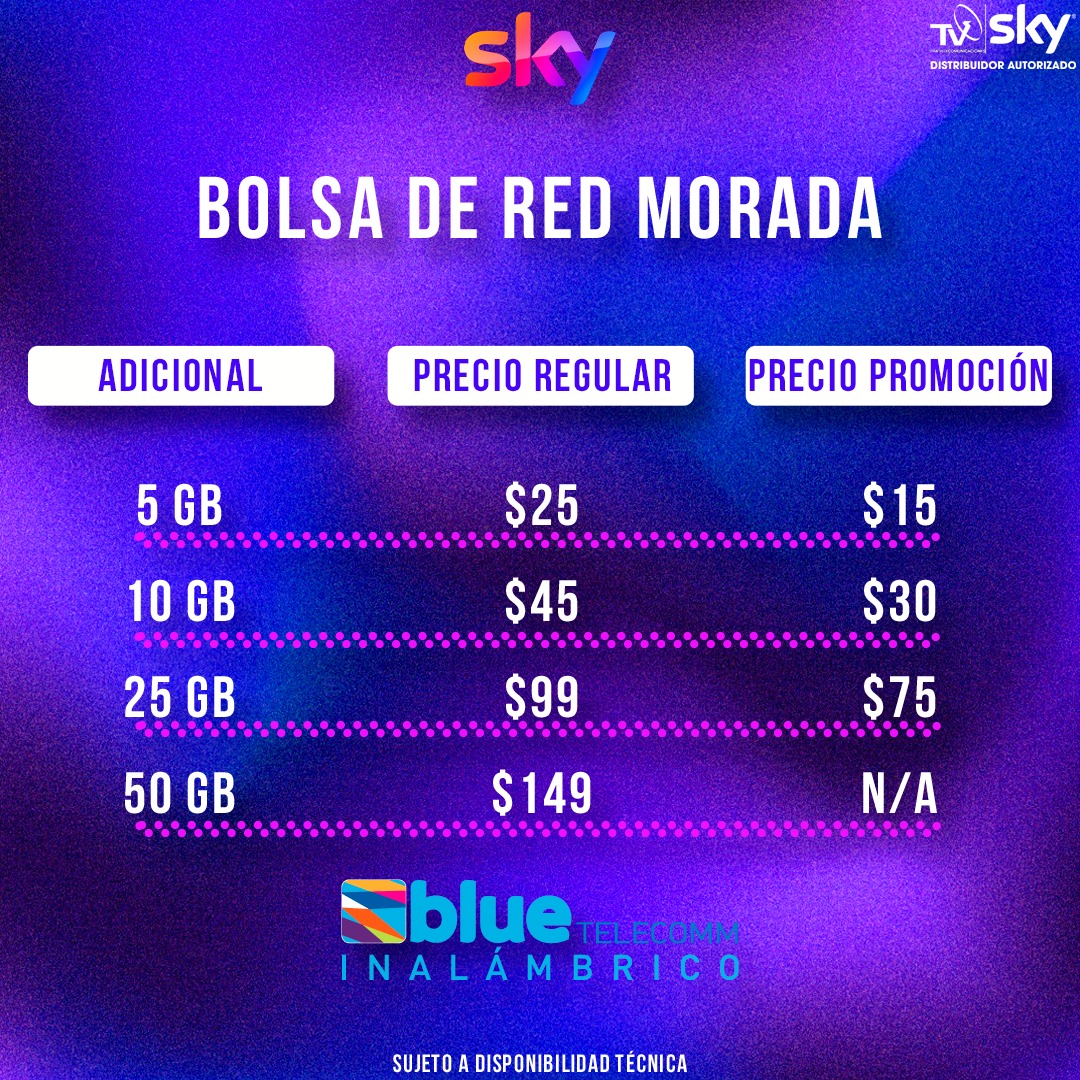 sky
TV sky
DISTRIBUIDOR AUTORIZADO
BOLSA DE RED MORADA
ADICIONAL PRECIO REGULAR PRECIO PROMOCIÓN
5 GB $25 $15
10 GB $45 $30
25 GB $99 $75
50 GB $149 N/A
blue TELECOMM
INALÁMBRICO
SUJETO A DISPONIBILIDAD TÉCNICA